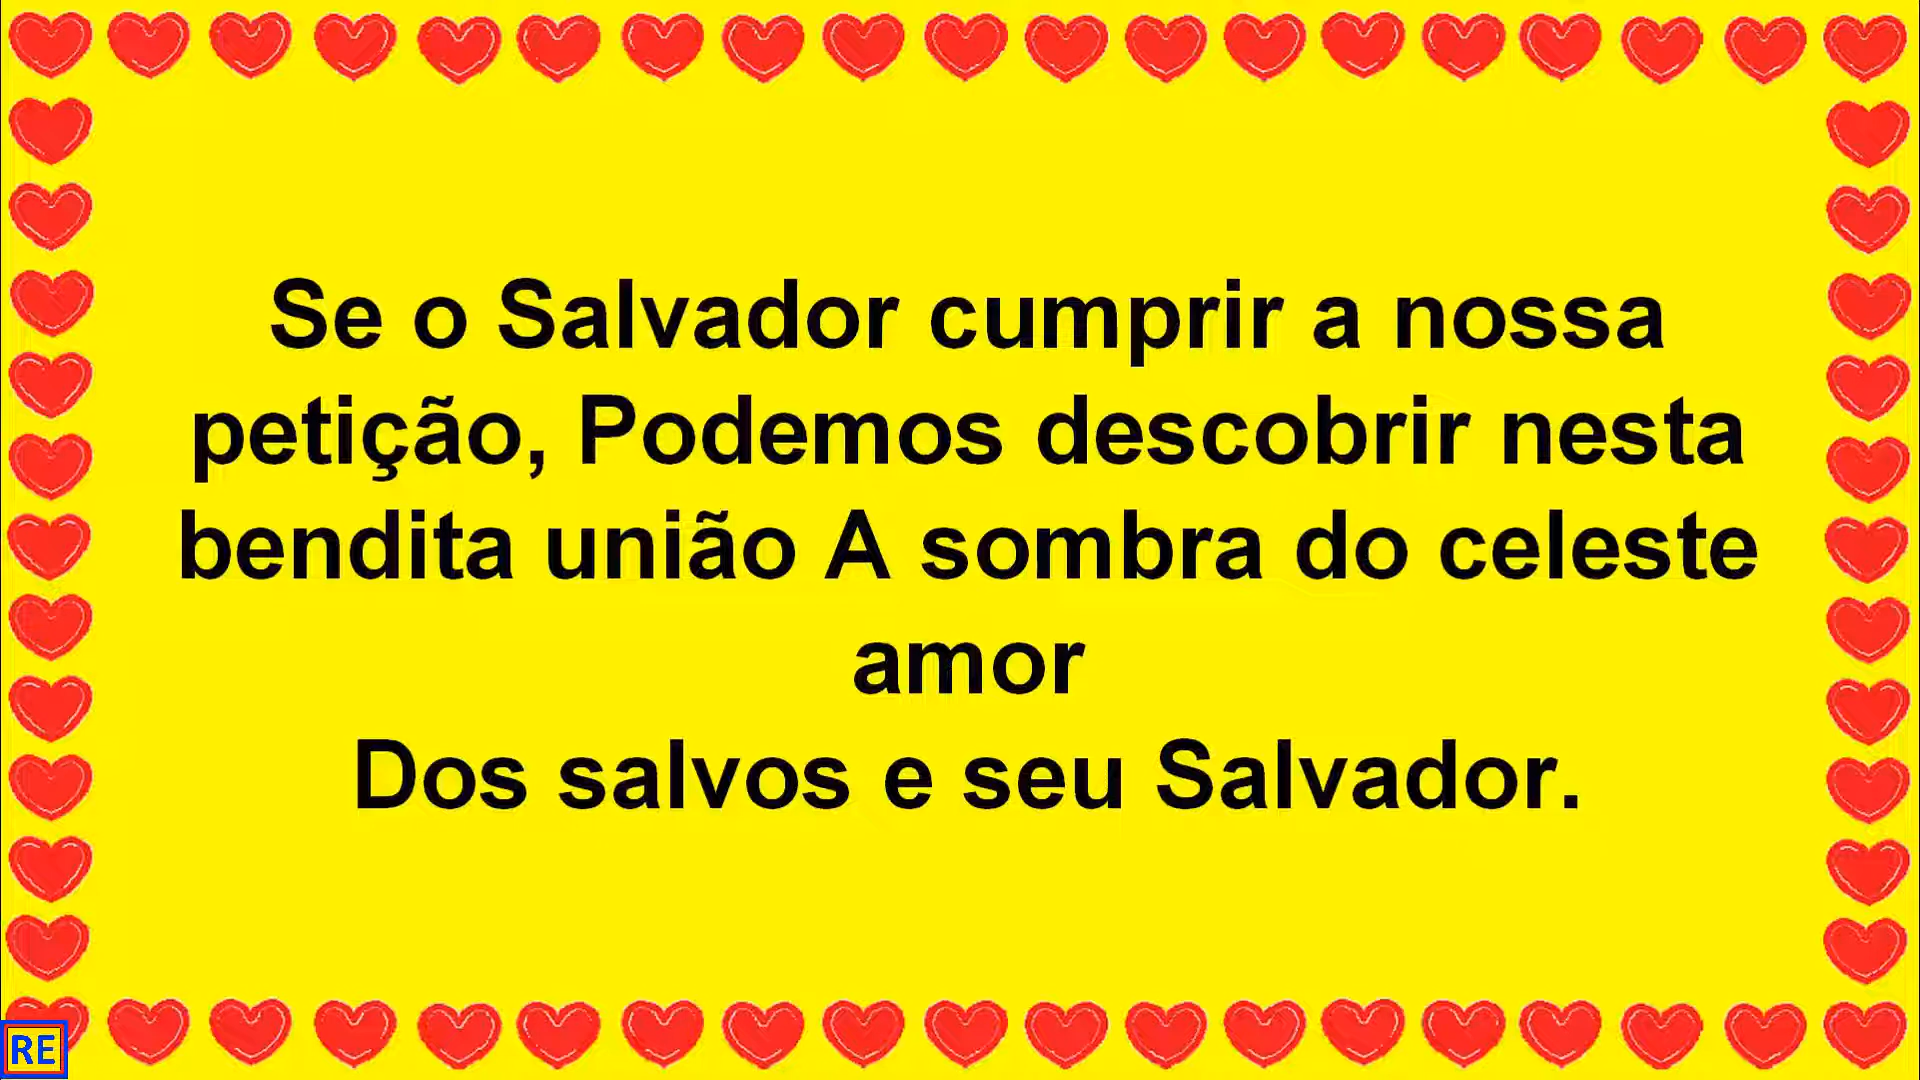 Se o Salvador cumprir a nossa
petição, Podemos descobrir nesta
bendita união A sombra do celeste
amor
Dos salvos e seu Salvador.
RE